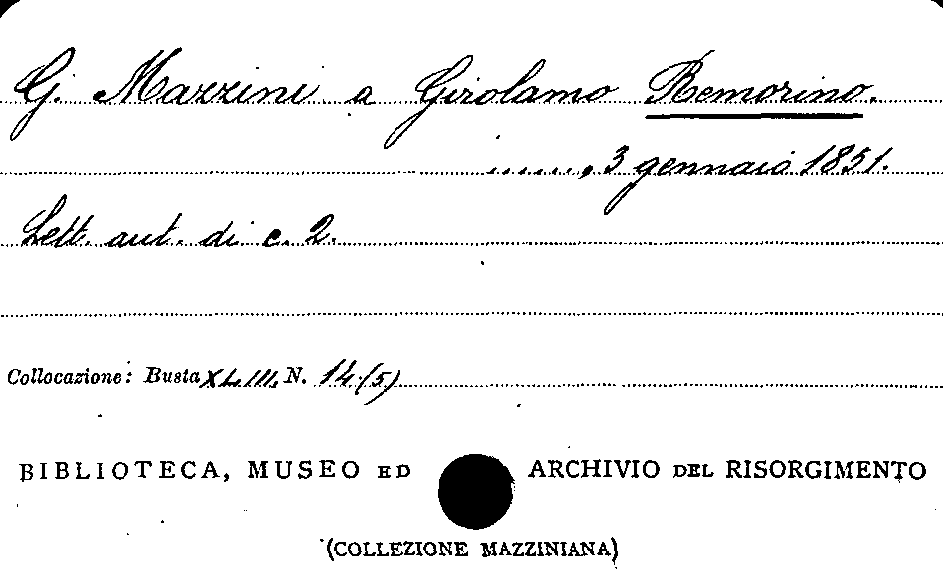 G. Mazzini a Girolamo Remorino.
......, 3 gennaio 1851.
Lett. aut. di c. 2.
Collocazione: Busta XLIII, N. 14 (5)
BIBLIOTECA, MUSEO ED ARCHIVIO DEL RISORGIMENTO
(COLLEZIONE MAZZINIANA)